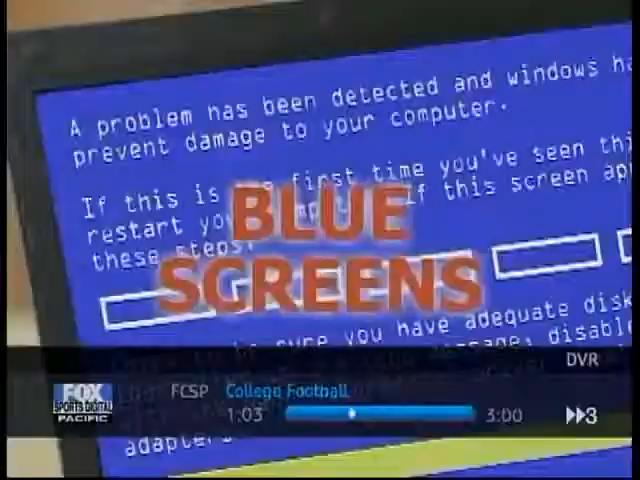 A problem has been detected and windows ha
prevent damage to your computer.
If this is first time you've seen thi
restart yo If this screen ap
these steps:
BLUE
SCREENS
sure you have adequate disk
message, disabl
DVR
FOX
SPORTS DIGITAL
PACIFIC
FCSP College Football
1:03 3:00 3
adapters